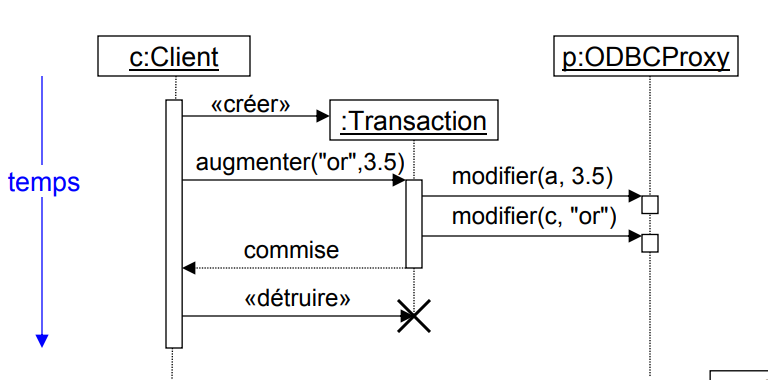 c:Client
p:ODBCProxy
«créer»
:Transaction
augmenter("or",3.5)
modifier(a, 3.5)
temps
modifier(c, "or")
commise
«détruire»